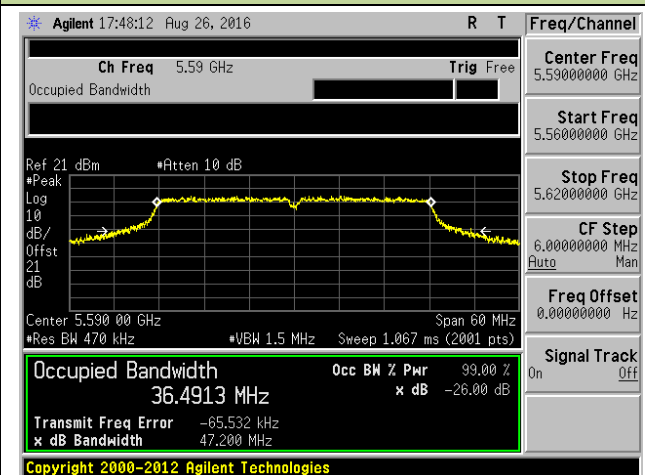 Agilent 17:48:12 Aug 26, 2016 R T Freq/Channel
Ch Freq 5.59 GHz Trig Free
Occupied Bandwidth
Center Freq
5.59000000 GHz
Start Freq
5.56000000 GHz
Stop Freq
5.62000000 GHz
CF Step
6.00000000 MHz
Auto Man
Freq Offset
0.00000000 Hz
Signal Track
On Off
Ref 21 dBm #Atten 10 dB
#Peak
Log
10
dB/
Offst
21
dB
Center 5.590 00 GHz Span 60 MHz
#Res BW 470 kHz #VBW 1.5 MHz Sweep 1.067 ms (2001 pts)
Occupied Bandwidth Occ BW % Pwr 99.00 %
36.4913 MHz x dB -26.00 dB
Transmit Freq Error -65.532 kHz
x dB Bandwidth 47.200 MHz
Copyright 2000-2012 Agilent Technologies